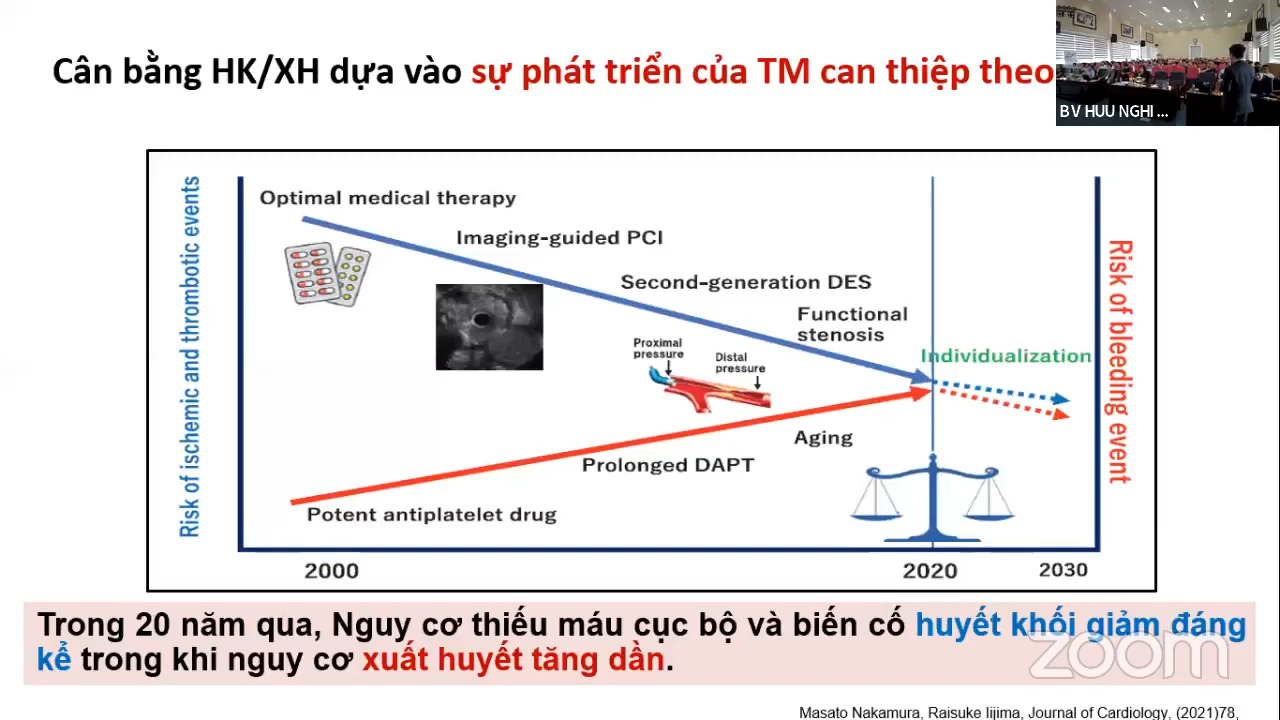 Cân bằng HK/XH dựa vào sự phát triển của TM can thiệp theo
BV HUU NGHI ...
Risk of ischemic and thrombotic events
Optimal medical therapy
Imaging-guided PCI
Second-generation DES
Functional
stenosis
Proximal
pressure
Distal
pressure
Individualization
Risk of bleeding event
Aging
Prolonged DAPT
Potent antiplatelet drug
2000
2020
2030
Trong 20 năm qua, Nguy cơ thiếu máu cục bộ và biến cố huyết khối giảm đáng
kể trong khi nguy cơ xuất huyết tăng dần.
zoom
Masato Nakamura, Raisuke Iijima, Journal of Cardiology, (2021)78,